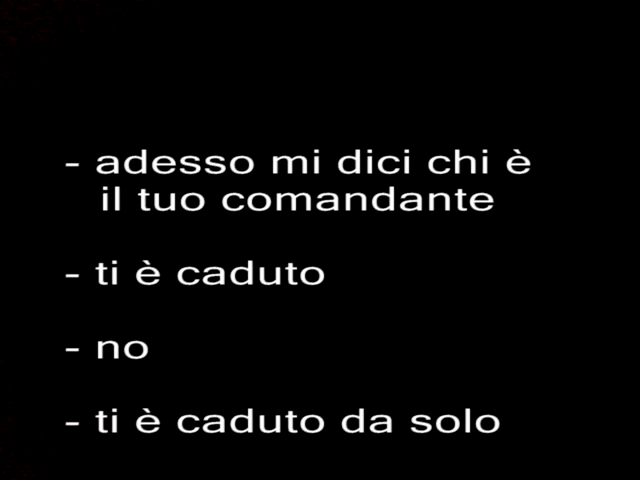 - adesso mi dici chi è
il tuo comandante
- ti è caduto
- no
- ti è caduto da solo